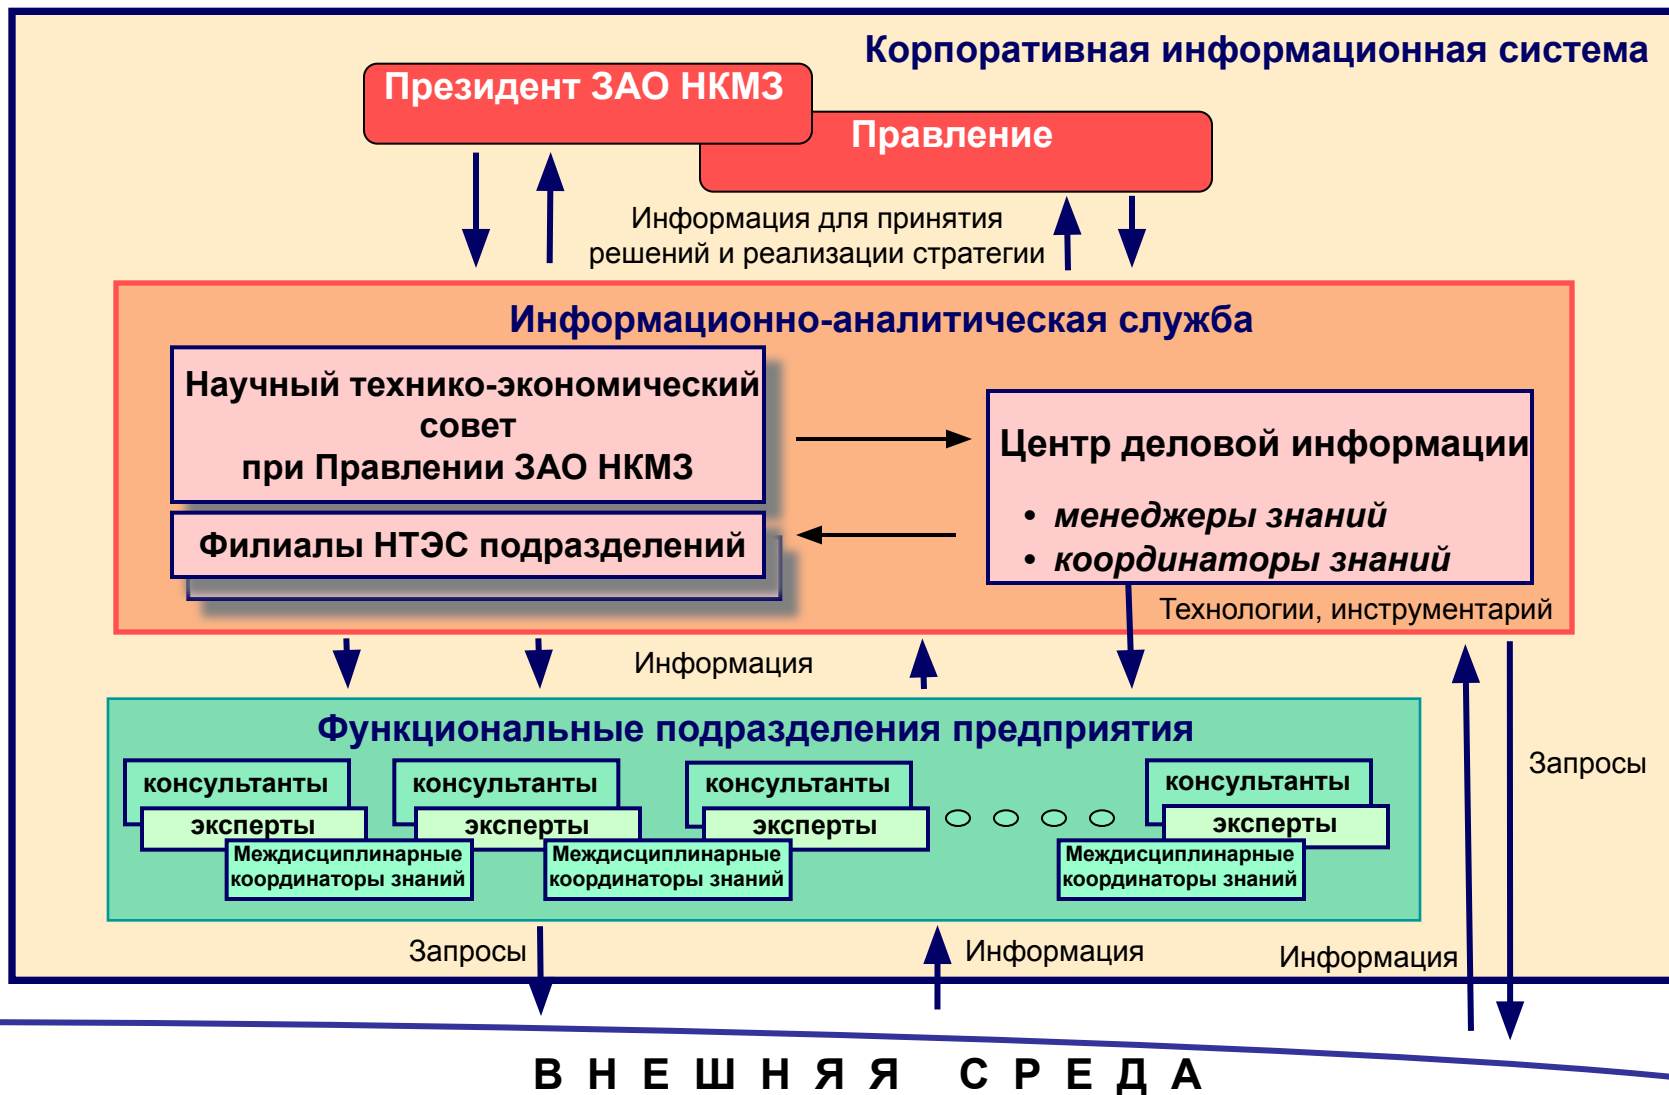 Корпоративная информационная система
Президент ЗАО НКМЗ
Правление
Информация для принятия
решений и реализации стратегии
Информационно-аналитическая служба
Научный технико-экономический
совет
при Правлении ЗАО НКМЗ
Филиалы НТЭС подразделений
Центр деловой информации
• менеджеры знаний
• координаторы знаний
Технологии, инструментарий
Информация
Функциональные подразделения предприятия
консультанты
эксперты
Междисциплинарные
координаторы знаний
консультанты
эксперты
Междисциплинарные
координаторы знаний
консультанты
эксперты
консультанты
эксперты
Междисциплинарные
координаторы знаний
Запросы
Запросы
Информация
Информация
ВНЕШНЯЯ СРЕДА